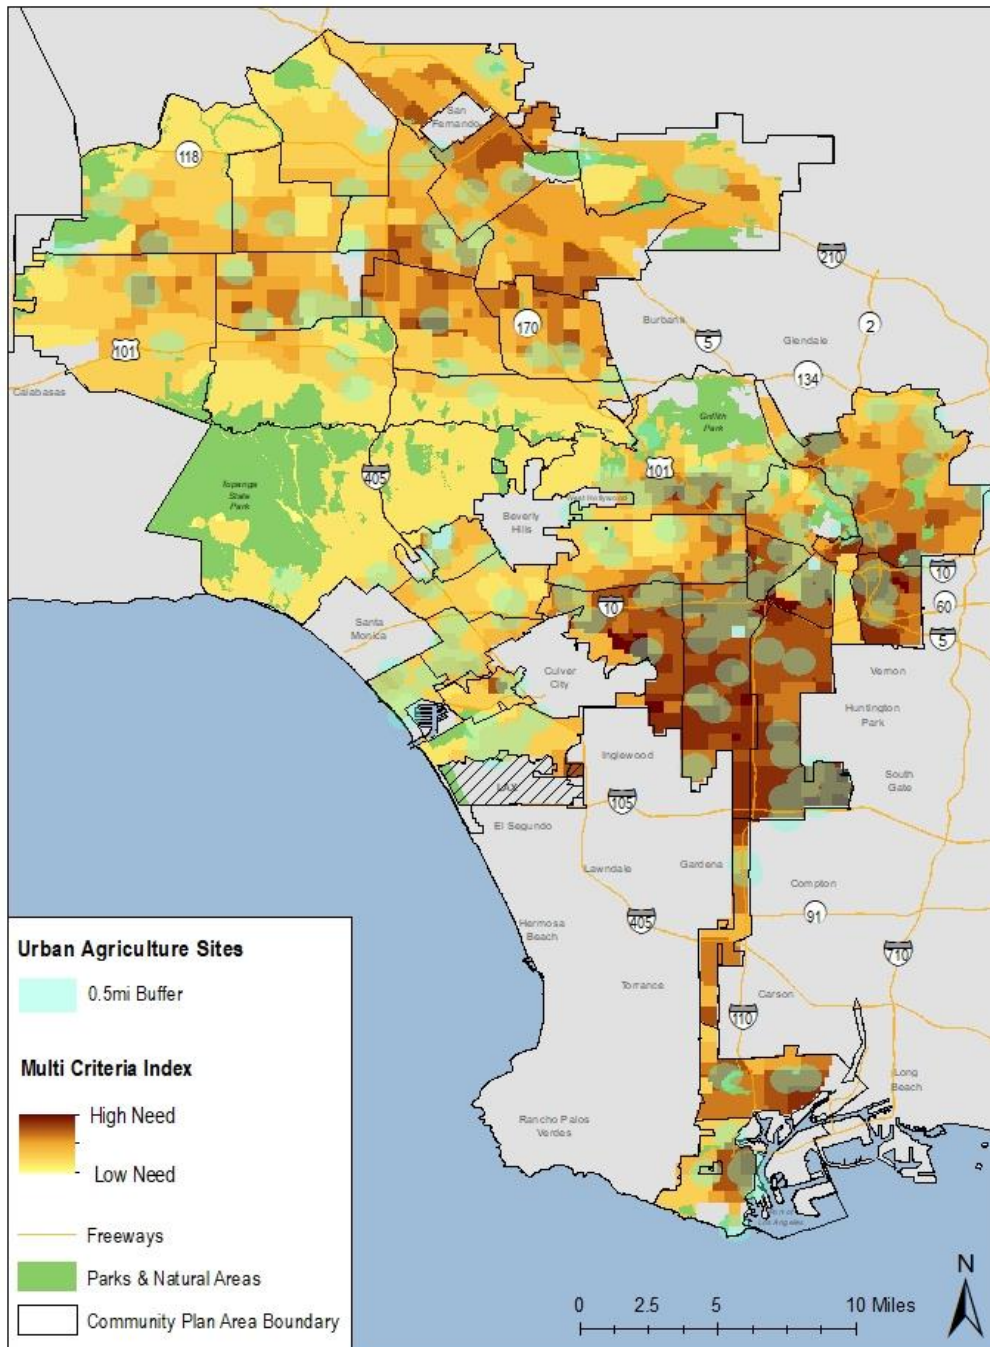 San
Fernando
118
210
Burbank
170
5
2
Glendale
101
134
Calabasas
Griffith
Park
101
Topanga
State
Park
405
West Hollywood
Beverly
Hills
10
10
60
5
Santa
Monica
Culver
City
Vernon
Huntington
Park
Inglewood
South
Gate
LAX
105
El Segundo
Lawndale
Gardena
Compton
405
91
Hermosa
Beach
710
Torrance
Carson
110
Long
Beach
Rancho Palos
Verdes
Port of
Los Angeles
Urban Agriculture Sites
0.5mi Buffer
Multi Criteria Index
High Need
Low Need
Freeways
Parks & Natural Areas
Community Plan Area Boundary
N
0 2.5 5 10 Miles